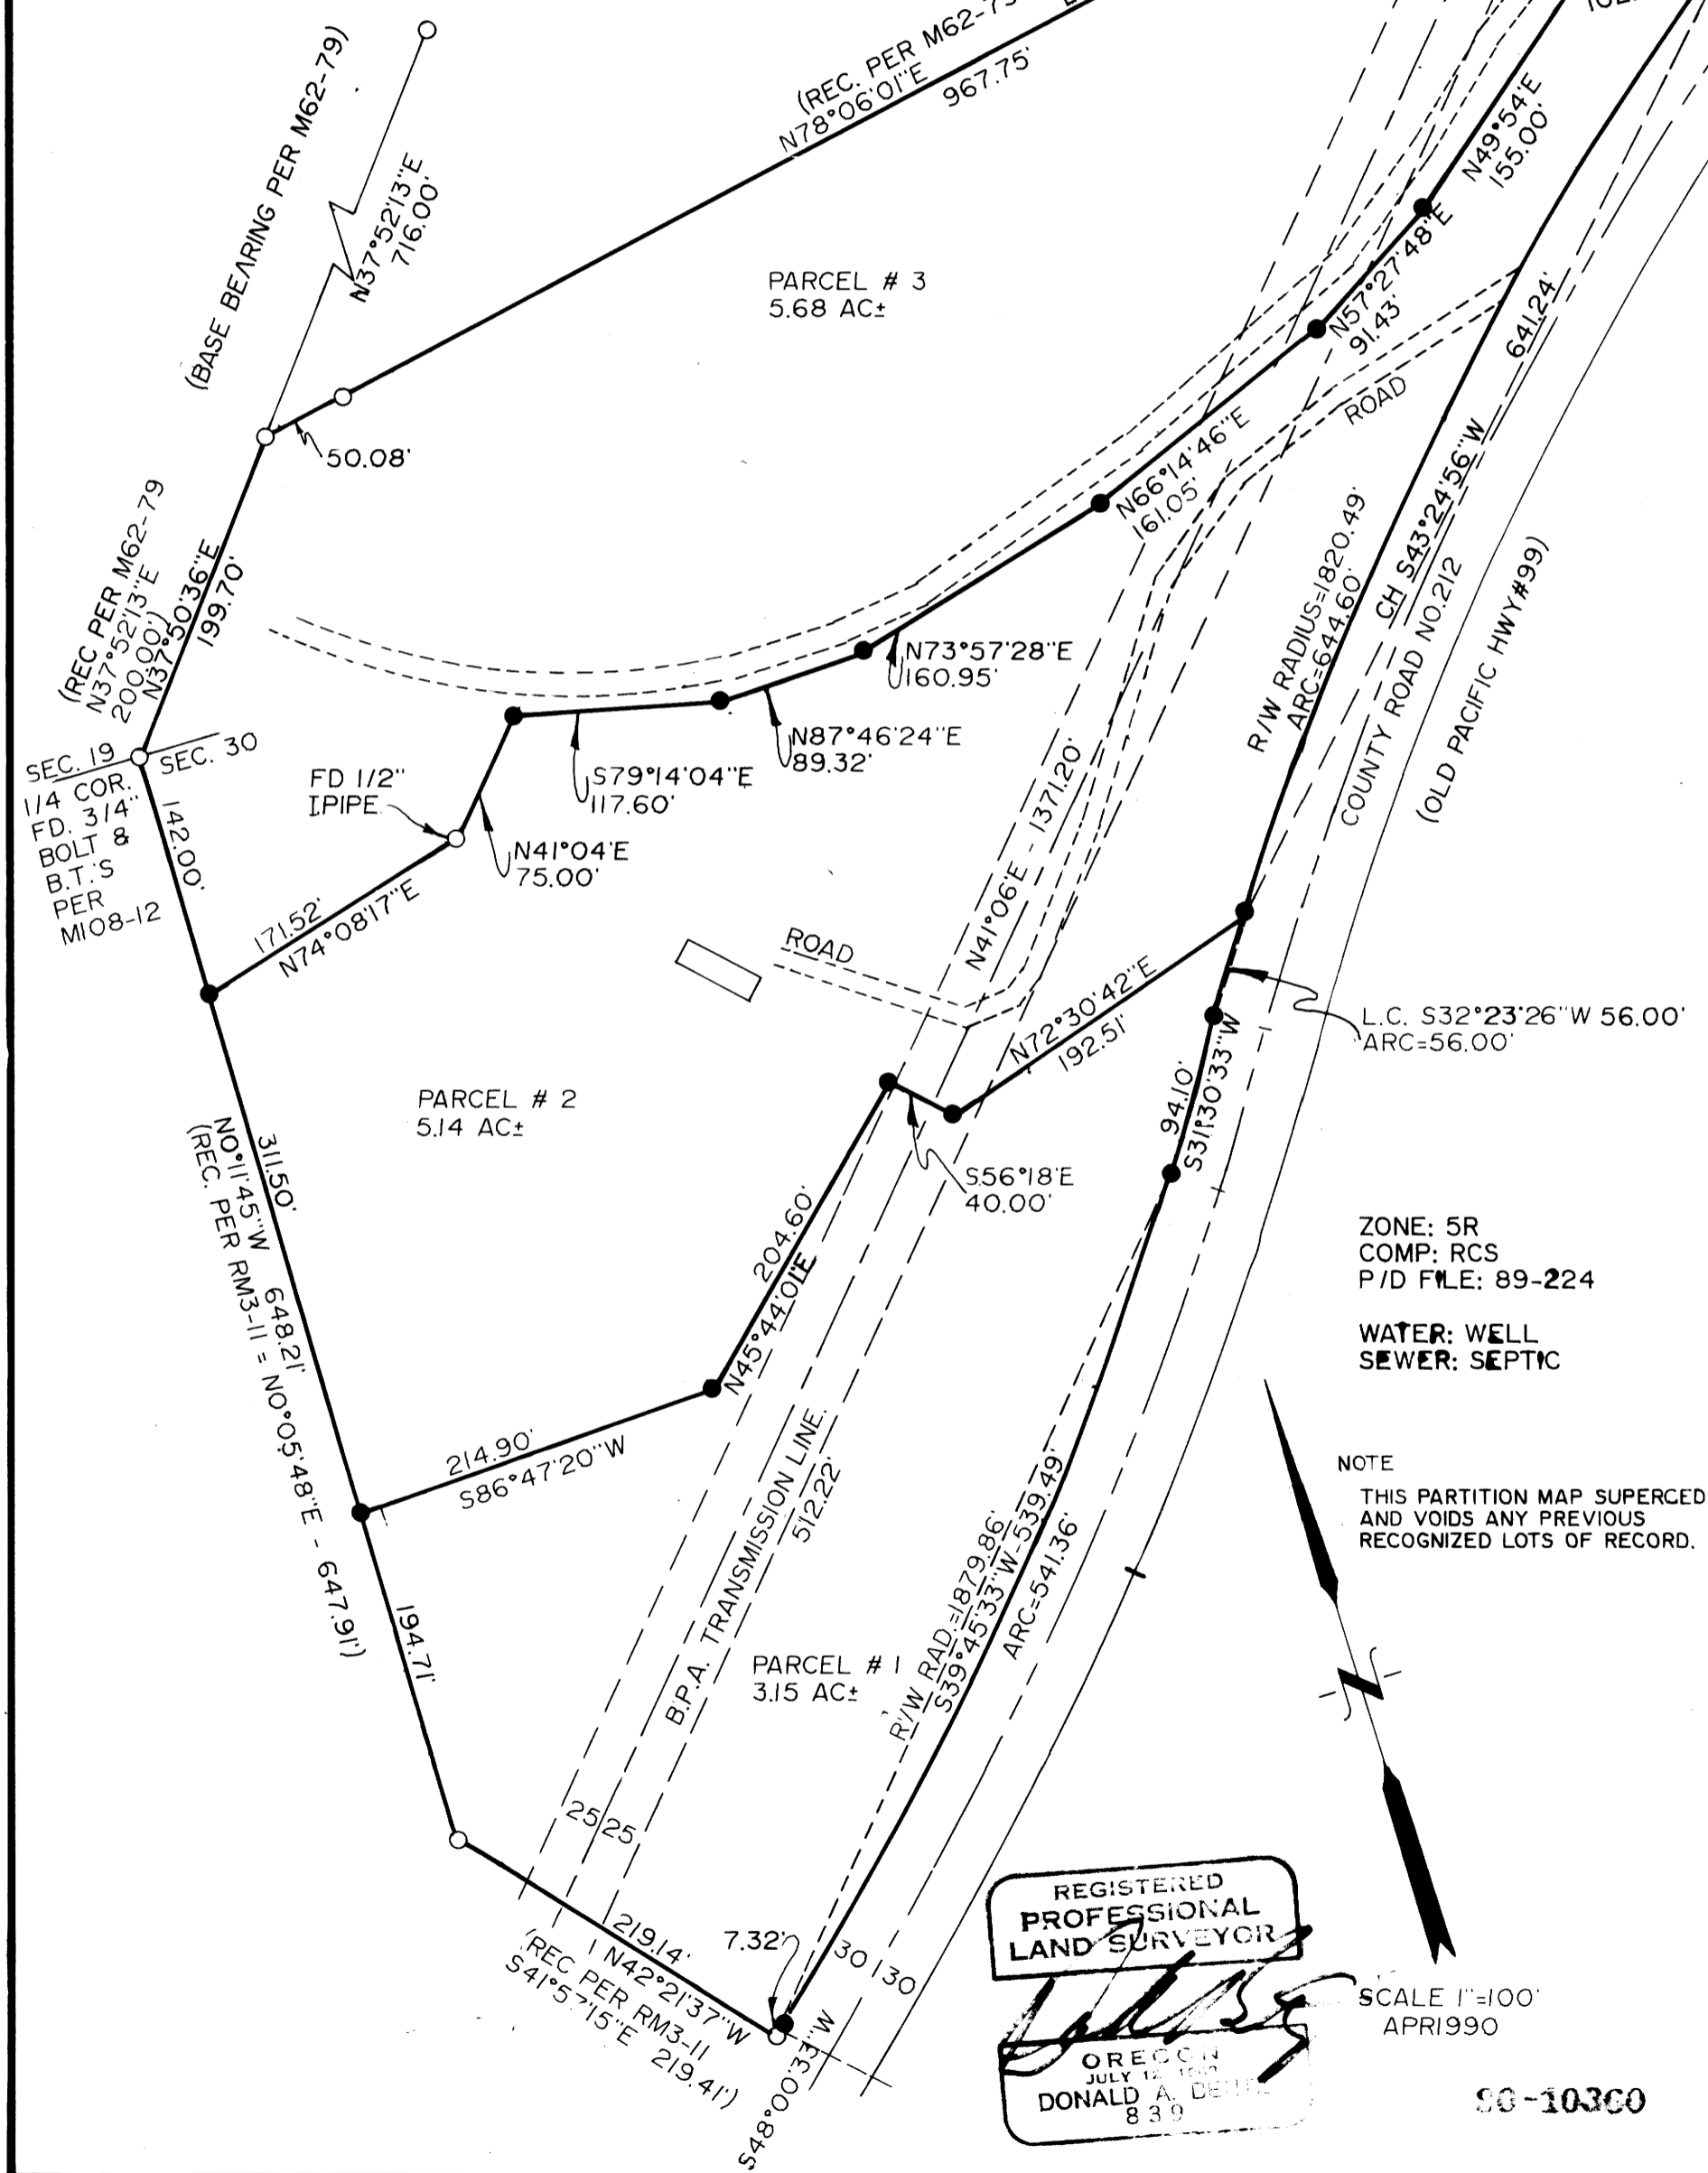 (BASE BEARING PER M62-79)
N37°52'13"E
716.00'
(REC. PER M62-79
N78°06'01"E
967.75'
N49°54'E
155.00'
N57°27'48"E
91.43'
PARCEL # 3
5.68 AC±
50.08'
ROAD
641.24'
CH S43°24'56"W
N66°14'46"E
161.05'
(REC PER M62-79
N37°52'13"E
200.00')
N37°50'36"E
199.70'
R/W RADIUS=1820.49'
ARC=644.60'
COUNTY ROAD NO.212
(OLD PACIFIC HWY#99)
N73°57'28"E
160.95'
N87°46'24"E
89.32'
S79°14'04"E
117.60'
SEC. 19
SEC. 30
1/4 COR.
FD. 3/4"
BOLT &
B.T.'S
PER
M108-12
142.00'
FD 1/2"
I.PIPE
N41°04'E
75.00'
171.52'
N74°08'17"E
ROAD
N41°06'E - 1371.20'
N72°30'42"E
192.51'
L.C. S32°23'26"W 56.00'
ARC=56.00'
94.10'
S31°30'33"W
PARCEL # 2
5.14 AC±
S56°18'E
40.00'
311.50'
N0°11'45"W 648.21'
(REC. PER RM3-11 = N0°05'48"E - 647.91')
204.60'
N45°44'01"E
ZONE: 5R
COMP: RCS
P/D FILE: 89-224
WATER: WELL
SEWER: SEPTIC
214.90'
S86°47'20"W
NOTE
THIS PARTITION MAP SUPERCED
AND VOIDS ANY PREVIOUS
RECOGNIZED LOTS OF RECORD.
B.P.A. TRANSMISSION LINE.
512.22'
R/W RAD.=1879.86'
S39°45'33"W-539.49'
ARC=541.36'
194.71'
PARCEL # 1
3.15 AC±
N
25 25
219.14'
N42°21'37"W
(REC PER RM3-11
S41°57'15"E 219.41')
7.32'
30 30
S48°00'33"W
REGISTERED
PROFESSIONAL
LAND SURVEYOR
OREGON
JULY
DONALD A.
839
SCALE 1"=100'
APR1990